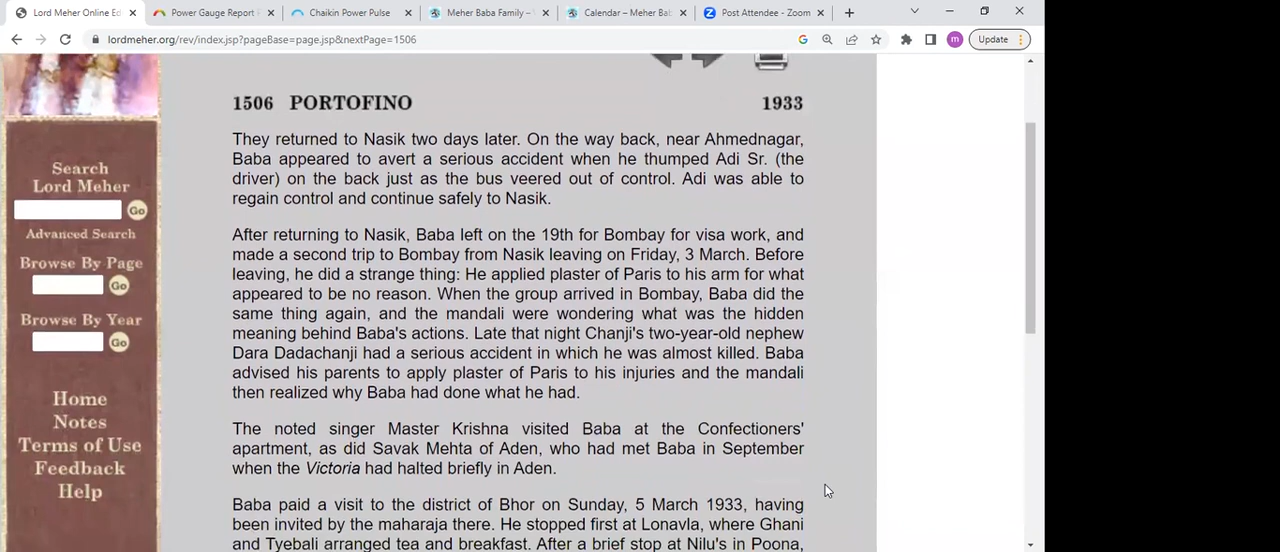 Lord Meher Online Ed
Power Gauge Report
Chaikin Power Pulse
Meher Baba Family –
Calendar – Meher Ba
Post Attendee - Zoom
lordmeher.org/rev/index.jsp?pageBase=page.jsp&nextPage=1506
m
Update
Search
Lord Meher
Go
Advanced Search
Browse By Page
Go
Browse By Year
Go
Home
Notes
Terms of Use
Feedback
Help
1506 PORTOFINO 1933
They returned to Nasik two days later. On the way back, near Ahmednagar,
Baba appeared to avert a serious accident when he thumped Adi Sr. (the
driver) on the back just as the bus veered out of control. Adi was able to
regain control and continue safely to Nasik.
After returning to Nasik, Baba left on the 19th for Bombay for visa work, and
made a second trip to Bombay from Nasik leaving on Friday, 3 March. Before
leaving, he did a strange thing: He applied plaster of Paris to his arm for what
appeared to be no reason. When the group arrived in Bombay, Baba did the
same thing again, and the mandali were wondering what was the hidden
meaning behind Baba's actions. Late that night Chanji's two-year-old nephew
Dara Dadachanji had a serious accident in which he was almost killed. Baba
advised his parents to apply plaster of Paris to his injuries and the mandali
then realized why Baba had done what he had.
The noted singer Master Krishna visited Baba at the Confectioners'
apartment, as did Savak Mehta of Aden, who had met Baba in September
when the Victoria had halted briefly in Aden.
Baba paid a visit to the district of Bhor on Sunday, 5 March 1933, having
been invited by the maharaja there. He stopped first at Lonavla, where Ghani
and Tyebali arranged tea and breakfast. After a brief stop at Nilu's in Poona,